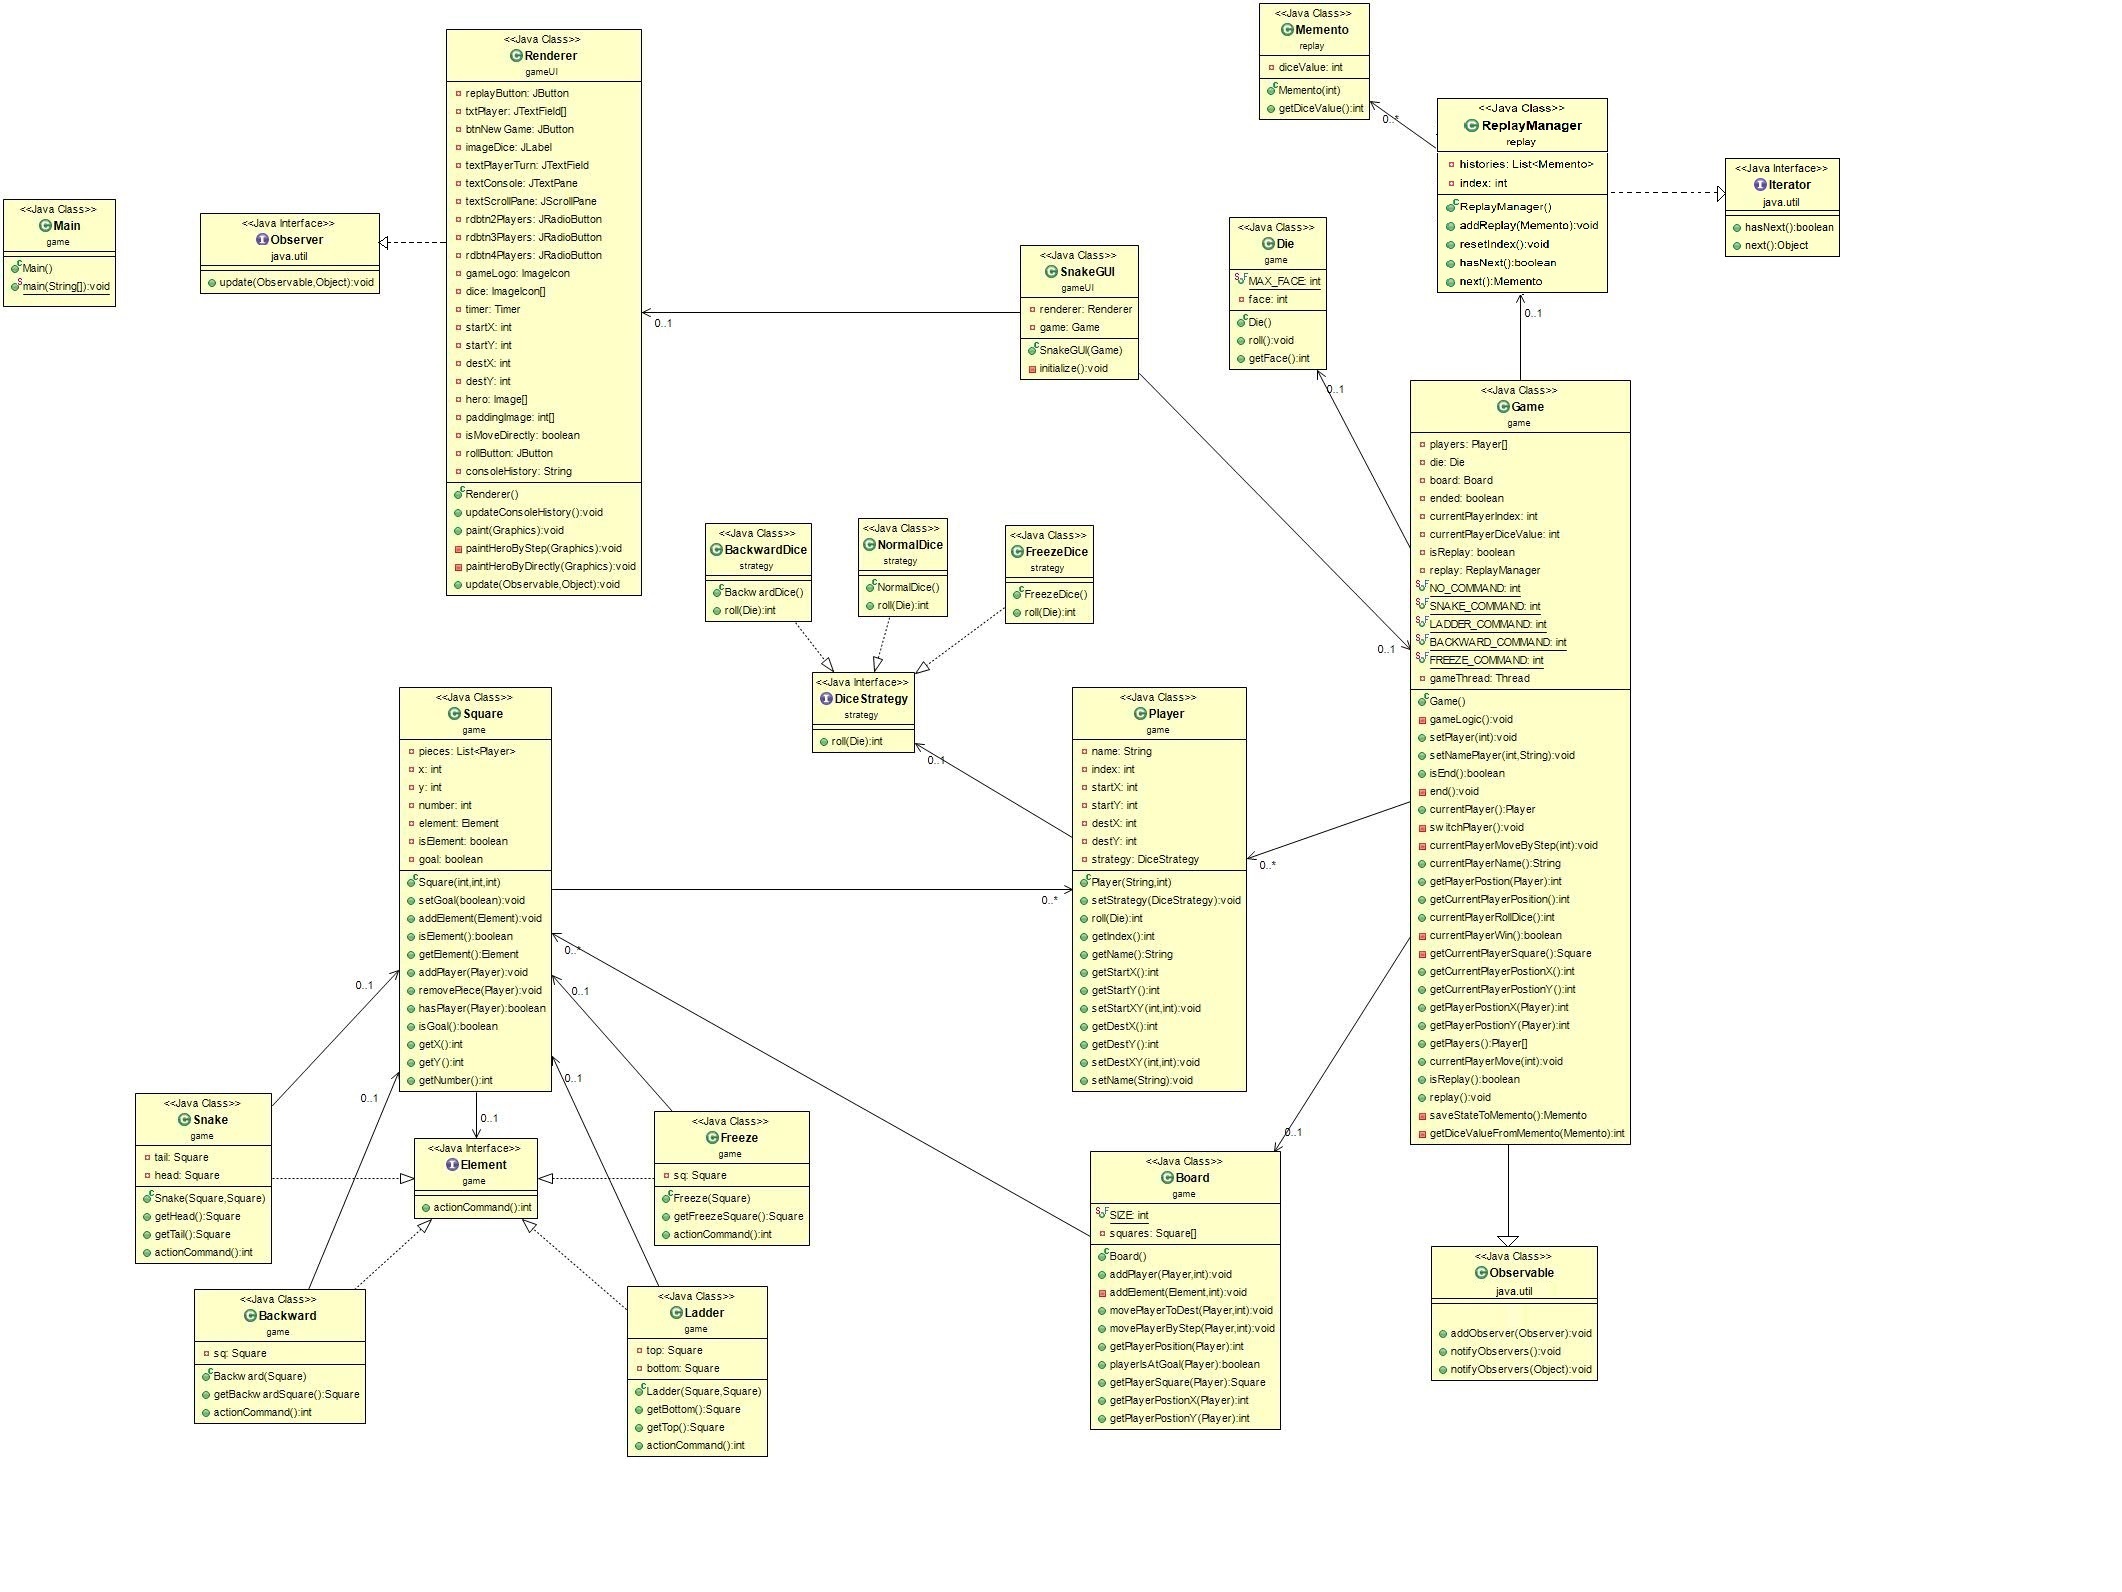 <<Java Class>>
Main
game
Main()
main(String[]):void
<<Java Interface>>
Observer
java.util
update(Observable,Object):void
<<Java Class>>
Renderer
gameUI
replayButton: JButton
txtPlayer: JTextField[]
btnNewGame: JButton
imageDice: JLabel
textPlayerTurn: JTextField
textConsole: JTextPane
textScrollPane: JScrollPane
rdbtn2Players: JRadioButton
rdbtn3Players: JRadioButton
rdbtn4Players: JRadioButton
gameLogo: ImageIcon
dice: ImageIcon[]
timer: Timer
startX: int
startY: int
destX: int
destY: int
hero: Image[]
paddingImage: int[]
isMoveDirectly: boolean
rollButton: JButton
consoleHistory: String
Renderer()
updateConsoleHistory():void
paint(Graphics):void
paintHeroByStep(Graphics):void
paintHeroByDirectly(Graphics):void
update(Observable,Object):void
0..1
<<Java Class>>
SnakeGUI
gameUI
renderer: Renderer
game: Game
SnakeGUI(Game)
initialize():void
<<Java Class>>
Memento
replay
diceValue: int
Memento(int)
getDiceValue():int
0..*
<<Java Class>>
ReplayManager
replay
histories: List<Memento>
index: int
ReplayManager()
addReplay(Memento):void
resetIndex():void
hasNext():boolean
next():Memento
0..1
<<Java Interface>>
Iterator
java.util
hasNext():boolean
next():Object
<<Java Class>>
Die
game
MAX_FACE: int
face: int
Die()
roll():void
getFace():int
0..1
<<Java Class>>
Game
game
players: Player[]
die: Die
board: Board
ended: boolean
currentPlayerIndex: int
currentPlayerDiceValue: int
isReplay: boolean
replay: ReplayManager
NO_COMMAND: int
SNAKE_COMMAND: int
LADDER_COMMAND: int
BACKWARD_COMMAND: int
FREEZE_COMMAND: int
gameThread: Thread
Game()
gameLogic():void
setPlayer(int):void
setNamePlayer(int,String):void
isEnd():boolean
end():void
currentPlayer():Player
switchPlayer():void
currentPlayerMoveByStep(int):void
currentPlayerName():String
getPlayerPostion(Player):int
getCurrentPlayerPosition():int
currentPlayerRollDice():int
currentPlayerWin():boolean
getCurrentPlayerSquare():Square
getCurrentPlayerPostionX():int
getCurrentPlayerPostionY():int
getPlayerPostionX(Player):int
getPlayerPostionY(Player):int
getPlayers():Player[]
currentPlayerMove(int):void
isReplay():boolean
replay():void
saveStateToMemento():Memento
getDiceValueFromMemento(Memento):int
0..1
0..*
0..1
<<Java Class>>
BackwardDice
strategy
BackwardDice()
roll(Die):int
<<Java Class>>
NormalDice
strategy
NormalDice()
roll(Die):int
<<Java Class>>
FreezeDice
strategy
FreezeDice()
roll(Die):int
<<Java Interface>>
DiceStrategy
strategy
roll(Die):int
0..1
<<Java Class>>
Player
game
name: String
index: int
startX: int
startY: int
destX: int
destY: int
strategy: DiceStrategy
Player(String,int)
setStrategy(DiceStrategy):void
roll(Die):int
getIndex():int
getName():String
getStartX():int
getStartY():int
setStartXY(int,int):void
getDestX():int
getDestY():int
setDestXY(int,int):void
setName(String):void
0..*
<<Java Class>>
Square
game
pieces: List<Player>
x: int
y: int
number: int
element: Element
isElement: boolean
goal: boolean
Square(int,int,int)
setGoal(boolean):void
addElement(Element):void
isElement():boolean
getElement():Element
addPlayer(Player):void
removePiece(Player):void
hasPlayer(Player):boolean
isGoal():boolean
getX():int
getY():int
getNumber():int
0..*
0..1
0..1
0..1
0..1
0..1
<<Java Class>>
Snake
game
tail: Square
head: Square
Snake(Square,Square)
getHead():Square
getTail():Square
actionCommand():int
<<Java Interface>>
Element
game
actionCommand():int
<<Java Class>>
Freeze
game
sq: Square
Freeze(Square)
getFreezeSquare():Square
actionCommand():int
<<Java Class>>
Backward
game
sq: Square
Backward(Square)
getBackwardSquare():Square
actionCommand():int
<<Java Class>>
Ladder
game
top: Square
bottom: Square
Ladder(Square,Square)
getBottom():Square
getTop():Square
actionCommand():int
<<Java Class>>
Board
game
SIZE: int
squares: Square[]
Board()
addPlayer(Player,int):void
addElement(Element,int):void
movePlayerToDest(Player,int):void
movePlayerByStep(Player,int):void
getPlayerPosition(Player):int
playerIsAtGoal(Player):boolean
getPlayerSquare(Player):Square
getPlayerPostionX(Player):int
getPlayerPostionY(Player):int
<<Java Class>>
Observable
java.util
addObserver(Observer):void
notifyObservers():void
notifyObservers(Object):void